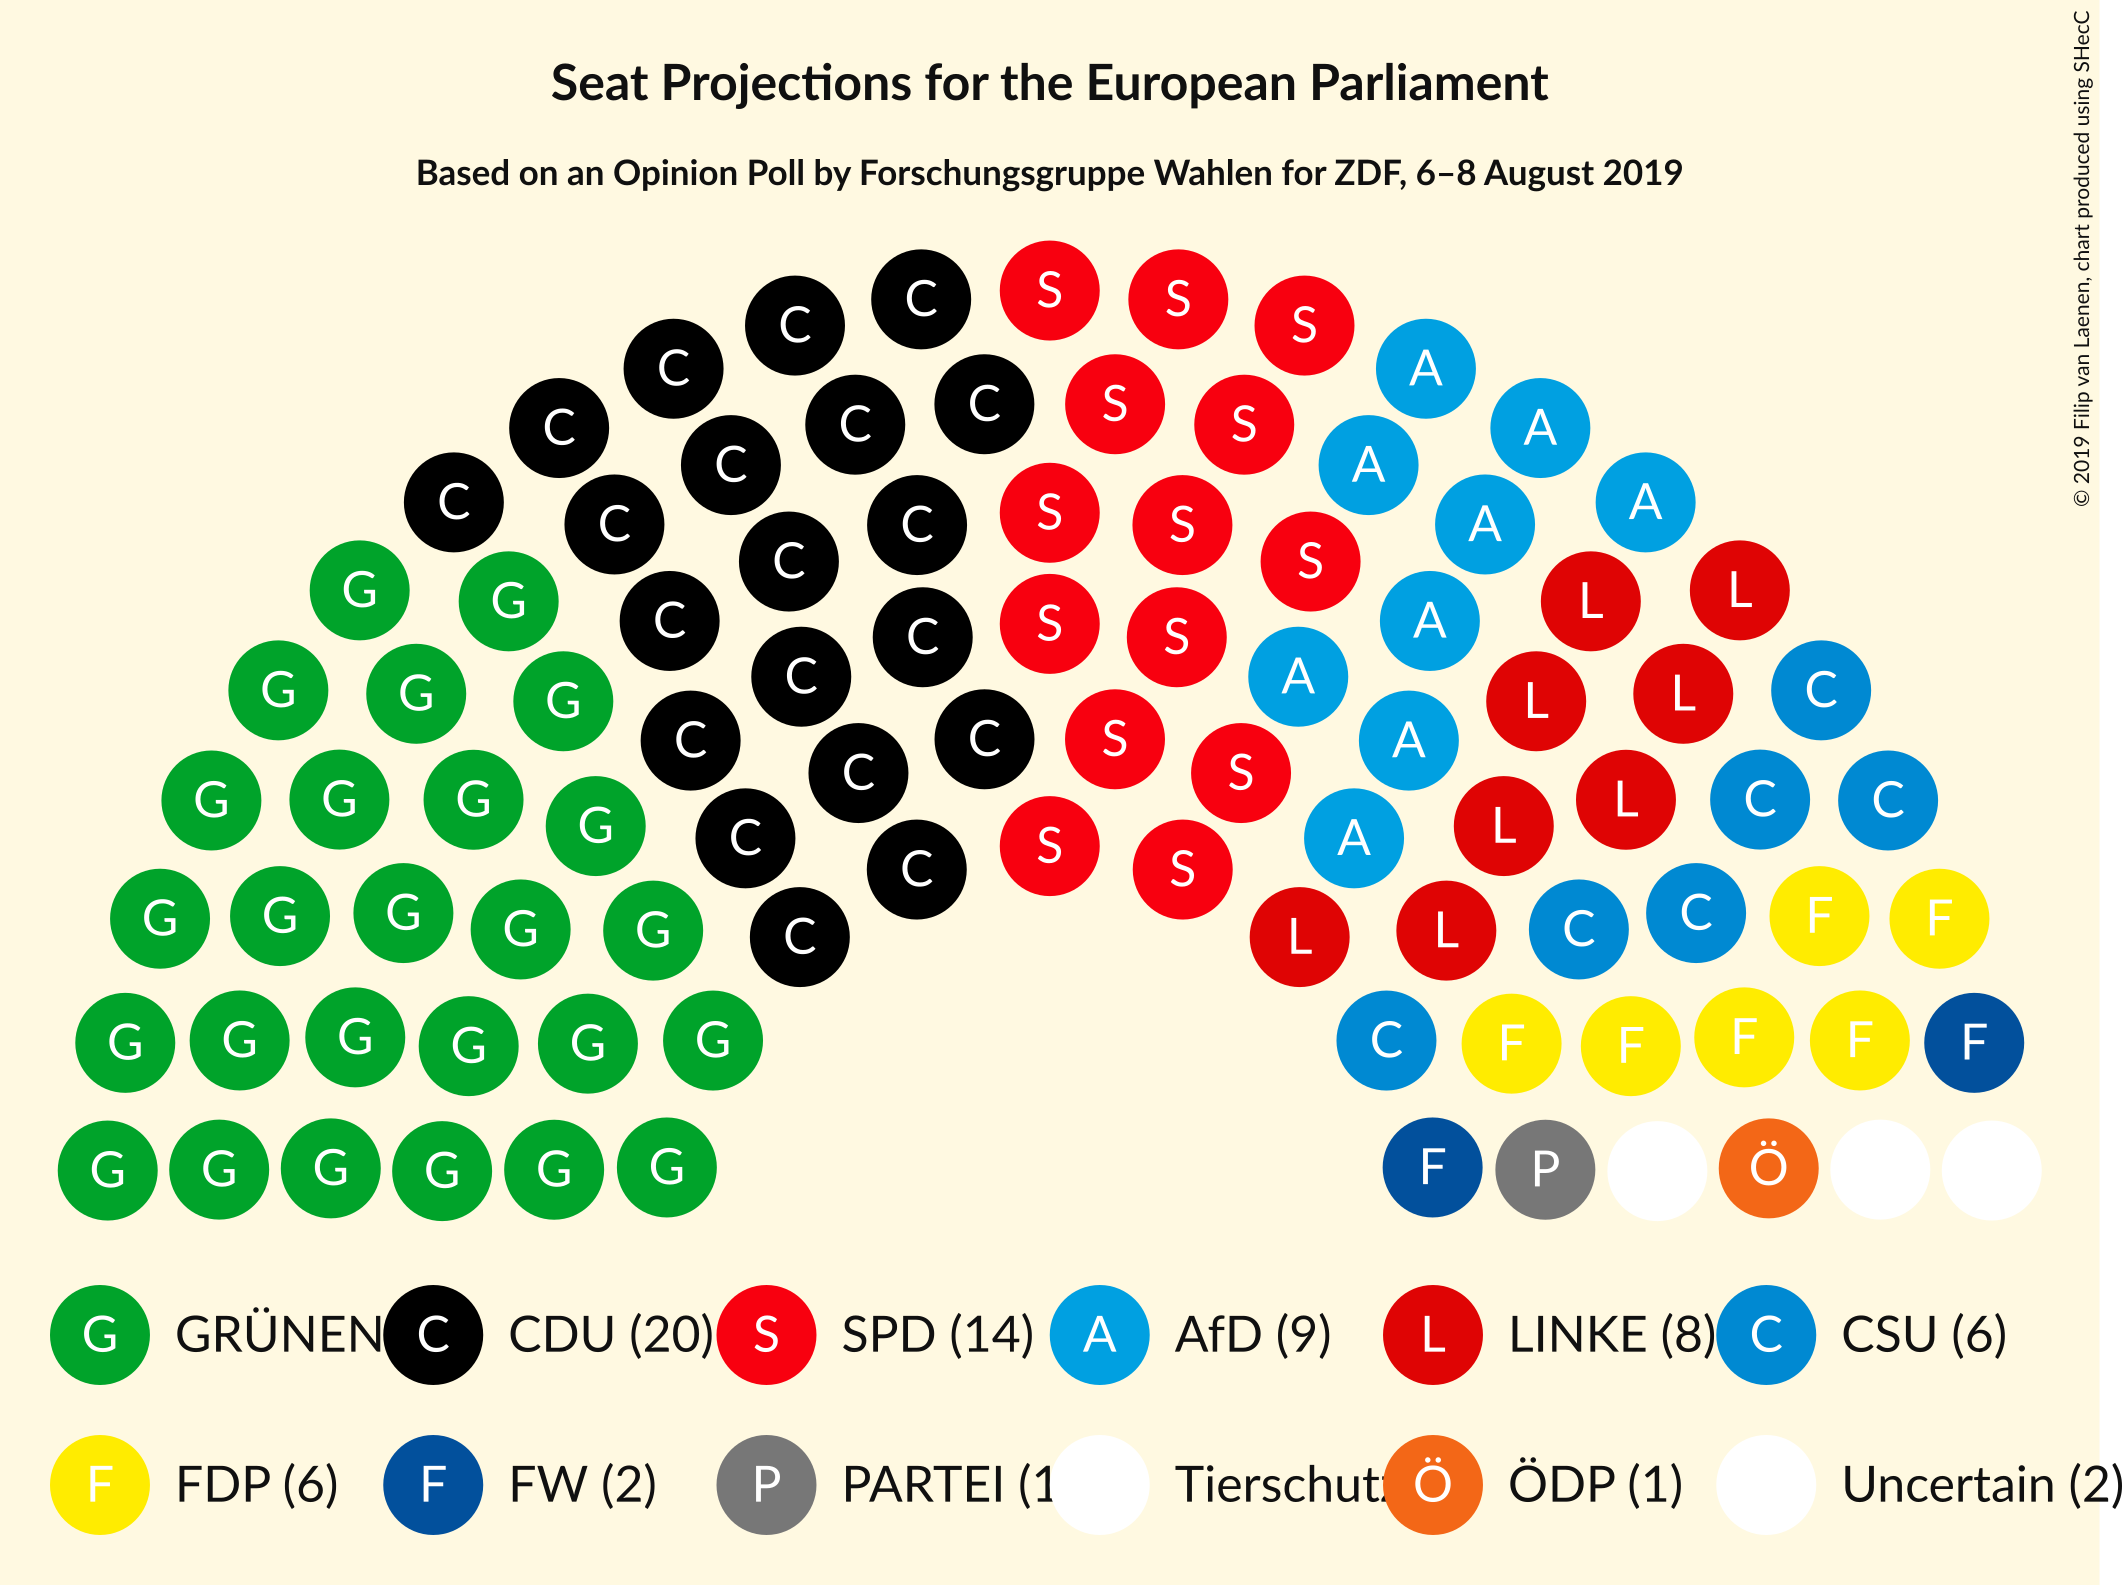 Seat Projections for the European Parliament
Based on an Opinion Poll by Forschungsgruppe Wahlen for ZDF, 6–8 August 2019
© 2019 Filip van Laenen, chart produced using SHecC
S
C S
C S
C S
C C A
C S
C S
C A
C A
C A
C A
C S
C S
C S
G L
G L
C A
C S
C S
C A
G C
G L
G L
C S
C A
C C
G C
G C
G L
G L
C A
C S
S
G F
G F
G C
G C
G L
C L
G F
G F
G F
G F
G F
G C
G G G G G G F P Ö
G GRÜNEN C CDU (20) S SPD (14) A AfD (9) L LINKE (8) C CSU (6)
F FDP (6) F FW (2) P PARTEI (1 Tierschutz Ö ÖDP (1) Uncertain (2)